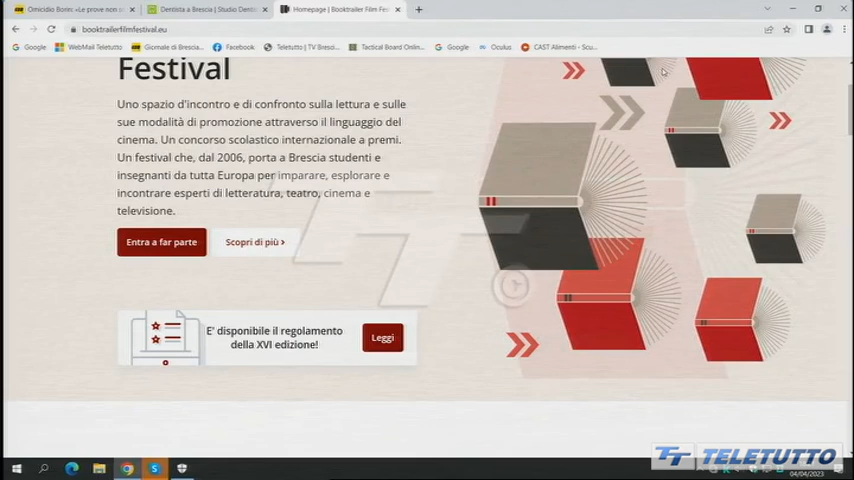 Omicidio Borin: «Le prove non s
Dentista a Brescia | Studio Dentis
Homepage | Booktrailer Film Fes
booktrailerfilmfestival.eu
Google
WebMail Teletutto
Giornale di Brescia...
Facebook
Teletutto (@TV Bresci...
Tactical Board Onlin...
Google
Oculus
CAST Alimenti - Scu...
Festival
Uno spazio d'incontro e di confronto sulla lettura e sulle
sue modalità di promozione attraverso il linguaggio del
cinema. Un concorso scolastico internazionale a premi.
Un festival che, dal 2006, porta a Brescia studenti e
insegnanti da tutta Europa per imparare, esplorare e
incontrare esperti di letteratura, teatro, cinema e
televisione.
Entra a far parte
Scopri di più ›
E' disponibile il regolamento
della XVI edizione!
Leggi
TT TELETUTTO
04/04/2023